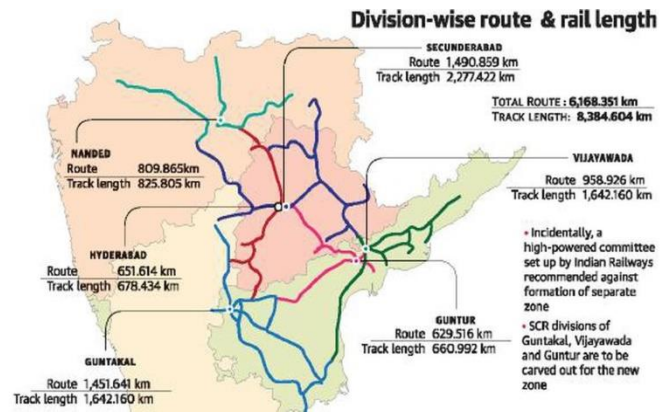 Division-wise route & rail length
SECUNDERABAD
Route 1,490.859 km
Track length 2,277.422 km
TOTAL ROUTE : 6,168.351 km
TRACK LENGTH: 8,384.604 km
NANDED
Route 809.865km
Track length 825.805km
VIJAYAWADA
Route 958.926 km
Track length 1,642.160 km
HYDERABAD
Route 651.614 km
Track length 678.434 km
• Incidentally, a
high-powered committee
set up by Indian Railways
recommended against
formation of separate
zone
• SCR divisions of
Guntakal, Vijayawada
and Guntur are to be
carved out for the new
zone
GUNTUR
Route 629.516 km
Track length 660.992 km
GUNTAKAL
Route 1,451.641 km
Track length 1,642.160 km